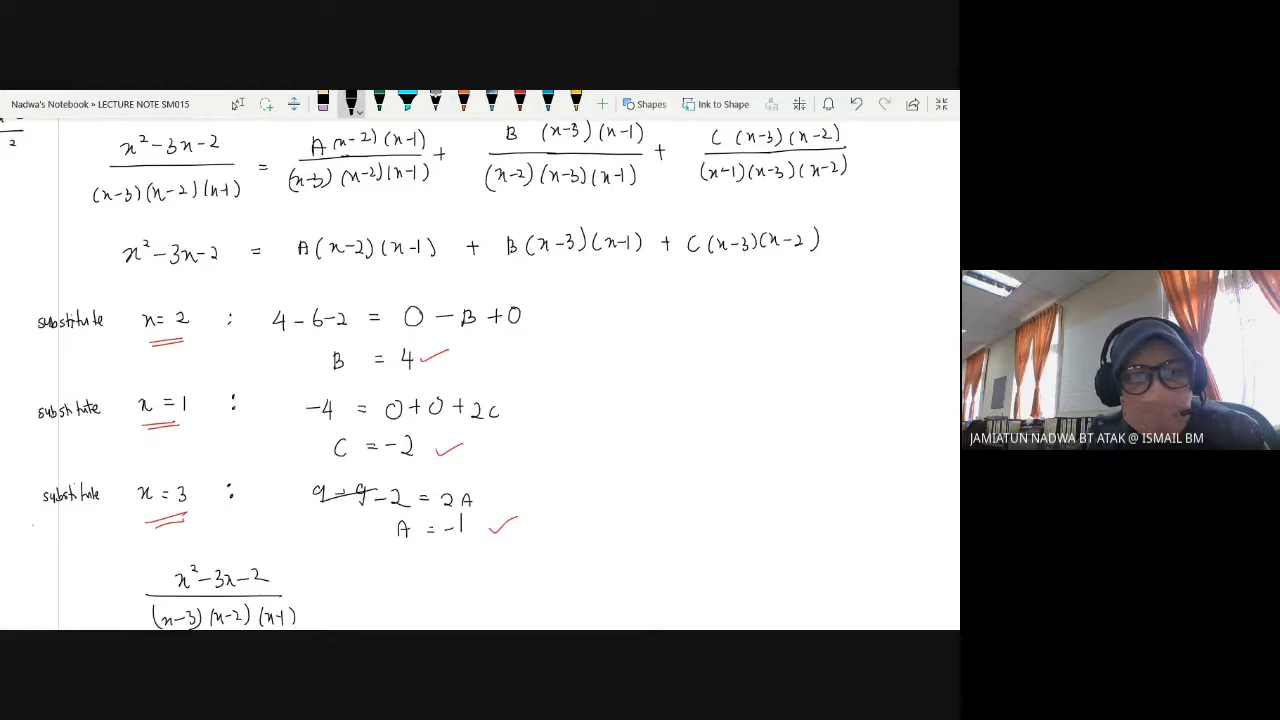 Nadwa's Notebook » LECTURE NOTE SM015
Shapes
Ink to Shape
2
x² - 3x - 2 / (x-3)(x-2)(x-1) = A(x-2)(x-1) / (x-3)(x-2)(x-1) + B(x-3)(x-1) / (x-2)(x-3)(x-1) + C(x-3)(x-2) / (x-1)(x-3)(x-2)
x² - 3x - 2 = A(x-2)(x-1) + B(x-3)(x-1) + C(x-3)(x-2)
substitute x = 2 : 4 - 6 - 2 = 0 - B + 0
B = 4 ✓
substitute x = 1 : -4 = 0 + 0 + 2C
C = -2 ✓
substitute x = 3 : 9 - 9 - 2 = 2A
A = -1 ✓
x² - 3x - 2 / (x-3)(x-2)(x-1)
JAMIATUN NADWA BT ATAK @ ISMAIL BM